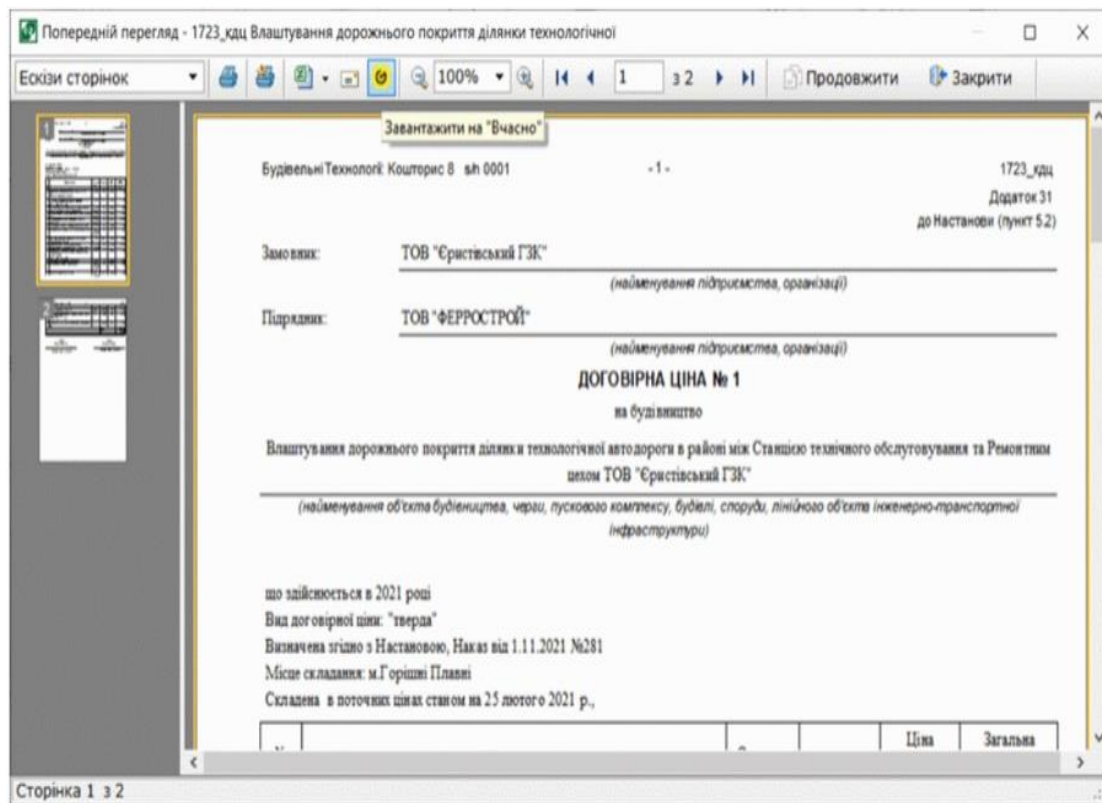 Попередній перегляд - 1723_кдц Влаштування дорожнього покриття ділянки технологічної
Ескізи сторінок 100% 1 з 2 Продовжити Закрити
Завантажити на "Вчасно"
1
2
Будівельні Технології: Кошторис 8 s/n 0001 - 1 - 1723_кдц
Додаток 31
до Настанови (пункт 5.2)
Замовник: ТОВ "Єристівський ГЗК"
(найменування підприємства, організації)
Підрядник: ТОВ "ФЕРРОСТРОЙ"
(найменування підприємства, організації)
ДОГОВІРНА ЦІНА № 1
на будівництво
Влаштування дорожнього покриття ділянки технологічної автодороги в районі між Станцією технічного обслуговування та Ремонтним
цехом ТОВ "Єристівський ГЗК"
(найменування об'єкта будівництва, черги, пускового комплексу, будівлі, споруди, лінійного об'єкта інженерно-транспортної
інфраструктури)
що здійснюється в 2021 році
Вид договірної ціни: "тверда"
Визначена згідно з Настановою, Наказ від 1.11.2021 №281
Місце складання: м.Горішні Плавні
Складена в поточних цінах станом на 25 лютого 2021 р.,
Ціна Загальна
Сторінка 1 з 2